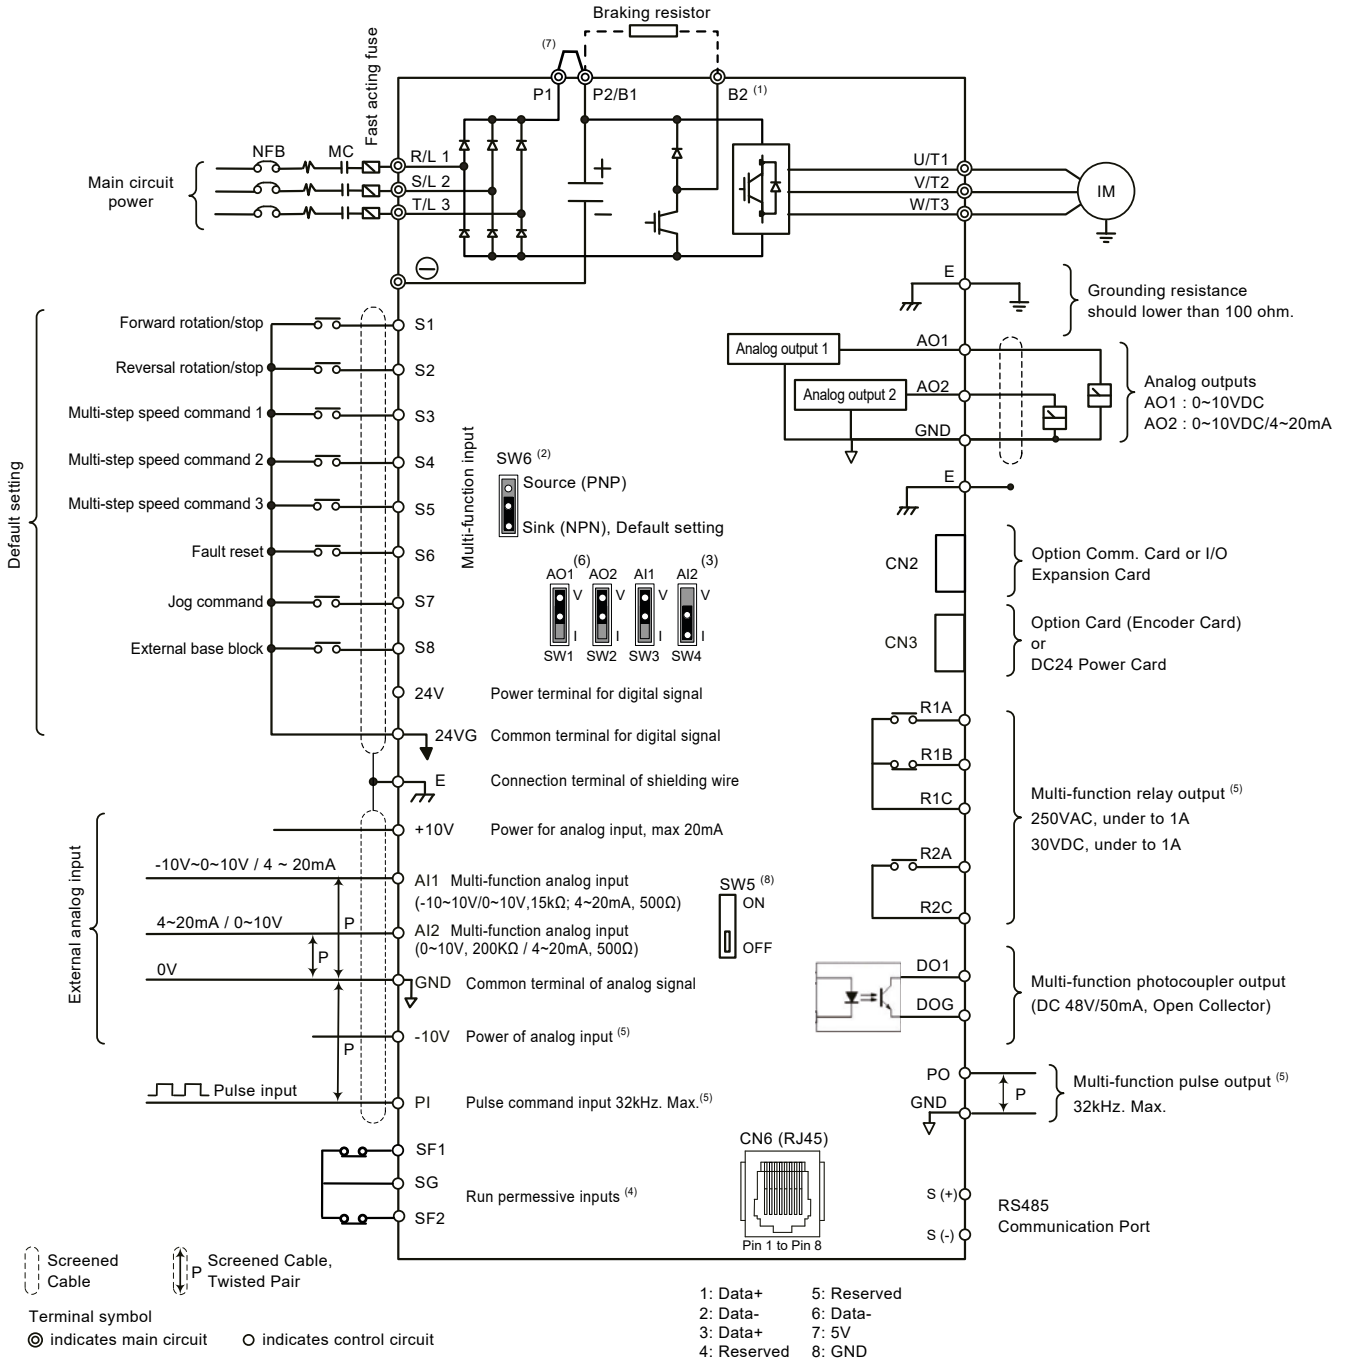 Braking resistor
(7)
Fast acting fuse
P1
P2/B1
B2 (1)
NFB
MC
R/L 1
S/L 2
T/L 3
Main circuit
power
+
−
U/T1
V/T2
W/T3
IM
E
Grounding resistance
should lower than 100 ohm.
Default setting
Forward rotation/stop
S1
Reversal rotation/stop
S2
Multi-step speed command 1
S3
Multi-step speed command 2
S4
Multi-step speed command 3
S5
Fault reset
S6
Jog command
S7
External base block
S8
Multi-function input
24V
Power terminal for digital signal
24VG
Common terminal for digital signal
E
Connection terminal of shielding wire
SW6 (2)
Source (PNP)
Sink (NPN), Default setting
(6)
(3)
AO1
AO2
AI1
AI2
V
V
V
V
I
I
I
I
SW1
SW2
SW3
SW4
Analog output 1
AO1
Analog output 2
AO2
GND
Analog outputs
AO1 : 0~10VDC
AO2 : 0~10VDC/4~20mA
E
CN2
Option Comm. Card or I/O
Expansion Card
CN3
Option Card (Encoder Card)
or
DC24 Power Card
R1A
R1B
R1C
R2A
R2C
Multi-function relay output (5)
250VAC, under to 1A
30VDC, under to 1A
External analog input
+10V
Power for analog input, max 20mA
-10V~0~10V / 4 ~ 20mA
AI1 Multi-function analog input
(-10~10V/0~10V,15kΩ; 4~20mA, 500Ω)
P
4~20mA / 0~10V
AI2 Multi-function analog input
(0~10V, 200KΩ / 4~20mA, 500Ω)
P
0V
GND
Common terminal of analog signal
-10V
Power of analog input (5)
P
Pulse input
PI
Pulse command input 32kHz. Max.(5)
SW5 (8)
ON
OFF
DO1
DOG
Multi-function photocoupler output
(DC 48V/50mA, Open Collector)
PO
P
GND
Multi-function pulse output (5)
32kHz. Max.
SF1
SG
SF2
Run permessive inputs (4)
CN6 (RJ45)
Pin 1 to Pin 8
S (+)
S (-)
RS485
Communication Port
Screened
Cable
P
Screened Cable,
Twisted Pair
Terminal symbol
indicates main circuit
indicates control circuit
1: Data+
2: Data-
3: Data+
4: Reserved
5: Reserved
6: Data-
7: 5V
8: GND